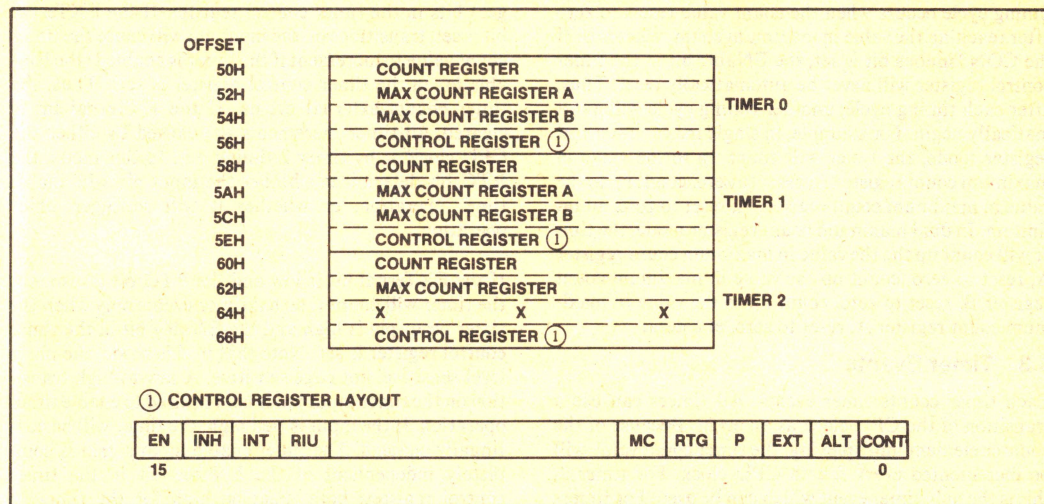 OFFSET
50H COUNT REGISTER
52H MAX COUNT REGISTER A
54H MAX COUNT REGISTER B
TIMER 0
56H CONTROL REGISTER ①
58H COUNT REGISTER
5AH MAX COUNT REGISTER A
5CH MAX COUNT REGISTER B
TIMER 1
5EH CONTROL REGISTER ①
60H COUNT REGISTER
62H MAX COUNT REGISTER
TIMER 2
64H X X X
66H CONTROL REGISTER ①
① CONTROL REGISTER LAYOUT
EN INH INT RIU MC RTG P EXT ALT CONT
15 0